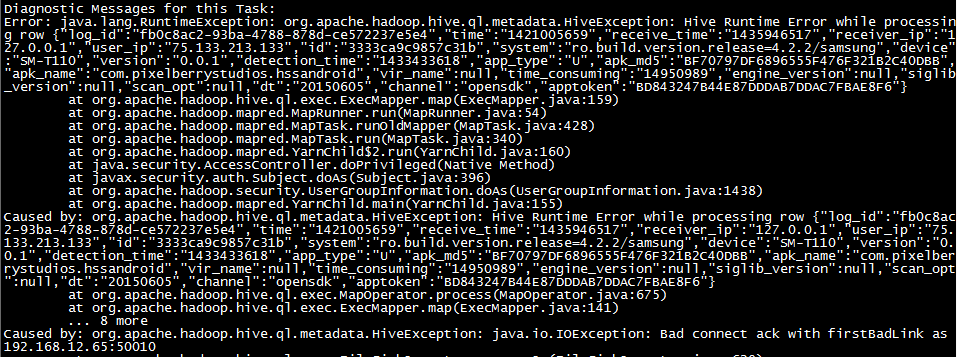 Diagnostic Messages for this Task:
Error: java.lang.RuntimeException: org.apache.hadoop.hive.ql.metadata.HiveException: Hive Runtime Error while processin
g row {"log_id":"fb0c8ac2-93ba-4788-878d-ce572237e5e4","time":"1421005659","receive_time":"1435946517","receiver_ip":"1
27.0.0.1","user_ip":"75.133.213.133","id":"3333ca9c9857c31b","system":"ro.build.version.release=4.2.2/samsung","device"
:"SM-T110","version":"0.0.1","detection_time":"1433433618","app_type":"u","apk_md5":"BF70797DF6896555F476F321B2C40DBB",
"apk_name":"com.pixelberrystudios.hssandroid","vir_name":null,"time_consuming":"14950989","engine_version":null,"siglib
_version":null,"scan_opt":null,"dt":"20150605","channel":"opensdk","apptoken":"BD843247B44E87DDDAB7DDAC7FBAE8F6"}
at org.apache.hadoop.hive.ql.exec.ExecMapper.map(ExecMapper.java:159)
at org.apache.hadoop.mapred.MapRunner.run(MapRunner.java:54)
at org.apache.hadoop.mapred.MapTask.runOldMapper(MapTask.java:428)
at org.apache.hadoop.mapred.MapTask.run(MapTask.java:340)
at org.apache.hadoop.mapred.YarnChild$2.run(YarnChild.java:160)
at java.security.AccessController.doPrivileged(Native Method)
at javax.security.auth.Subject.doAs(Subject.java:396)
at org.apache.hadoop.security.UserGroupInformation.doAs(UserGroupInformation.java:1438)
at org.apache.hadoop.mapred.YarnChild.main(YarnChild.java:155)
Caused by: org.apache.hadoop.hive.ql.metadata.HiveException: Hive Runtime Error while processing row {"log_id":"fb0c8ac
2-93ba-4788-878d-ce572237e5e4","time":"1421005659","receive_time":"1435946517","receiver_ip":"127.0.0.1","user_ip":"75.
133.213.133","id":"3333ca9c9857c31b","system":"ro.build.version.release=4.2.2/samsung","device":"SM-T110","version":"0.
0.1","detection_time":"1433433618","app_type":"u","apk_md5":"BF70797DF6896555F476F321B2C40DBB","apk_name":"com.pixelber
rystudios.hssandroid","vir_name":null,"time_consuming":"14950989","engine_version":null,"siglib_version":null,"scan_opt
":null,"dt":"20150605","channel":"opensdk","apptoken":"BD843247B44E87DDDAB7DDAC7FBAE8F6"}
at org.apache.hadoop.hive.ql.exec.MapOperator.process(MapOperator.java:675)
at org.apache.hadoop.hive.ql.exec.ExecMapper.map(ExecMapper.java:141)
... 8 more
Caused by: org.apache.hadoop.hive.ql.metadata.HiveException: java.io.IOException: Bad connect ack with firstBadLink as
192.168.12.65:50010